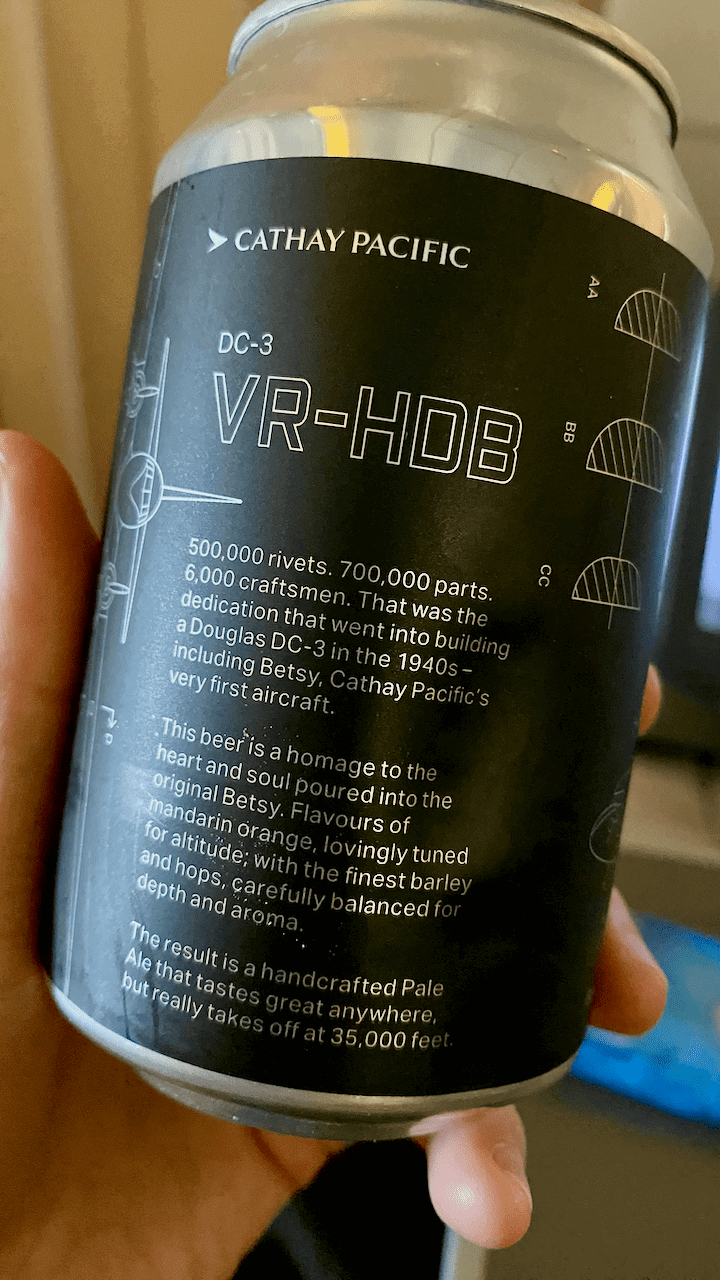 CATHAY PACIFIC
DC-3
VR-HDB
AA
BB
CC
500,000 rivets. 700,000 parts.
6,000 craftsmen. That was the
dedication that went into building
a Douglas DC-3 in the 1940s –
including Betsy, Cathay Pacific's
very first aircraft.
This beer is a homage to the
heart and soul poured into the
original Betsy. Flavours of
mandarin orange, lovingly tuned
for altitude; with the finest barley
and hops, carefully balanced for
depth and aroma.
The result is a handcrafted Pale
Ale that tastes great anywhere,
but really takes off at 35,000 feet.